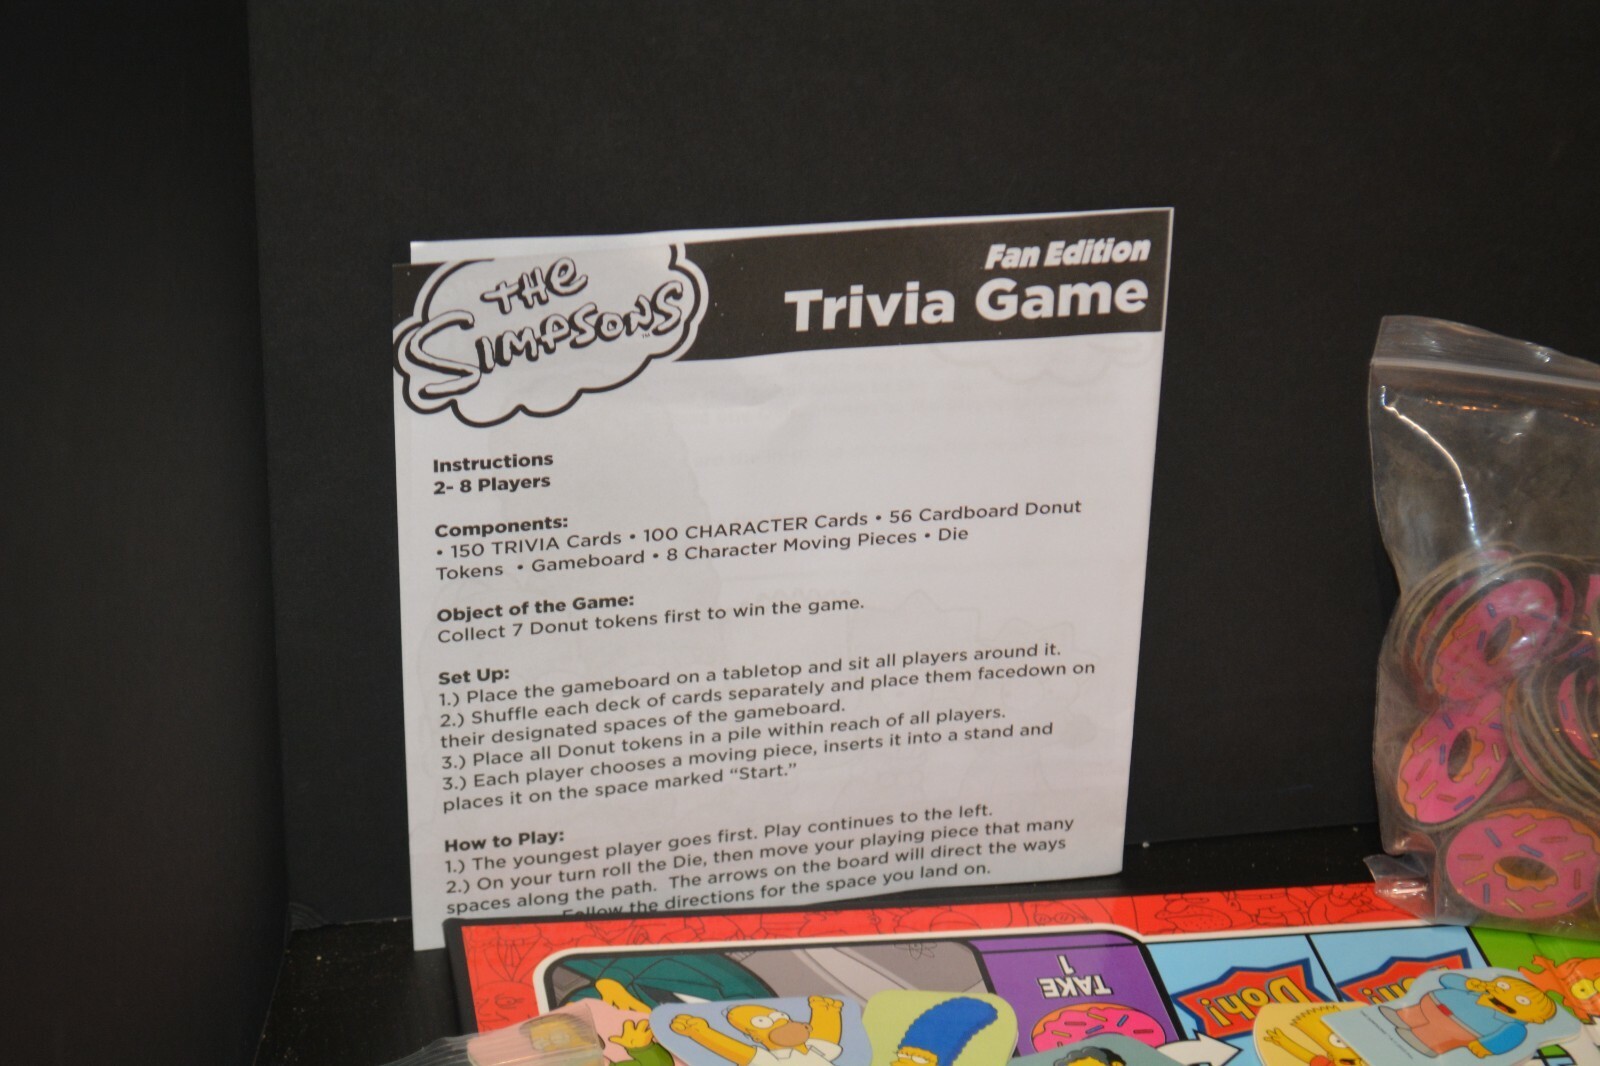 THE
SIMPSONS™
Fan Edition
Trivia Game
Instructions
2- 8 Players
Components:
• 150 TRIVIA Cards • 100 CHARACTER Cards • 56 Cardboard Donut
Tokens • Gameboard • 8 Character Moving Pieces • Die
Object of the Game:
Collect 7 Donut tokens first to win the game.
Set Up:
1.) Place the gameboard on a tabletop and sit all players around it.
2.) Shuffle each deck of cards separately and place them facedown on
their designated spaces of the gameboard.
3.) Place all Donut tokens in a pile within reach of all players.
3.) Each player chooses a moving piece, inserts it into a stand and
places it on the space marked “Start.”
How to Play:
1.) The youngest player goes first. Play continues to the left.
2.) On your turn roll the Die, then move your playing piece that many
spaces along the path. The arrows on the board will direct the ways
Follow the directions for the space you land on.
TAKE
1
Doh!